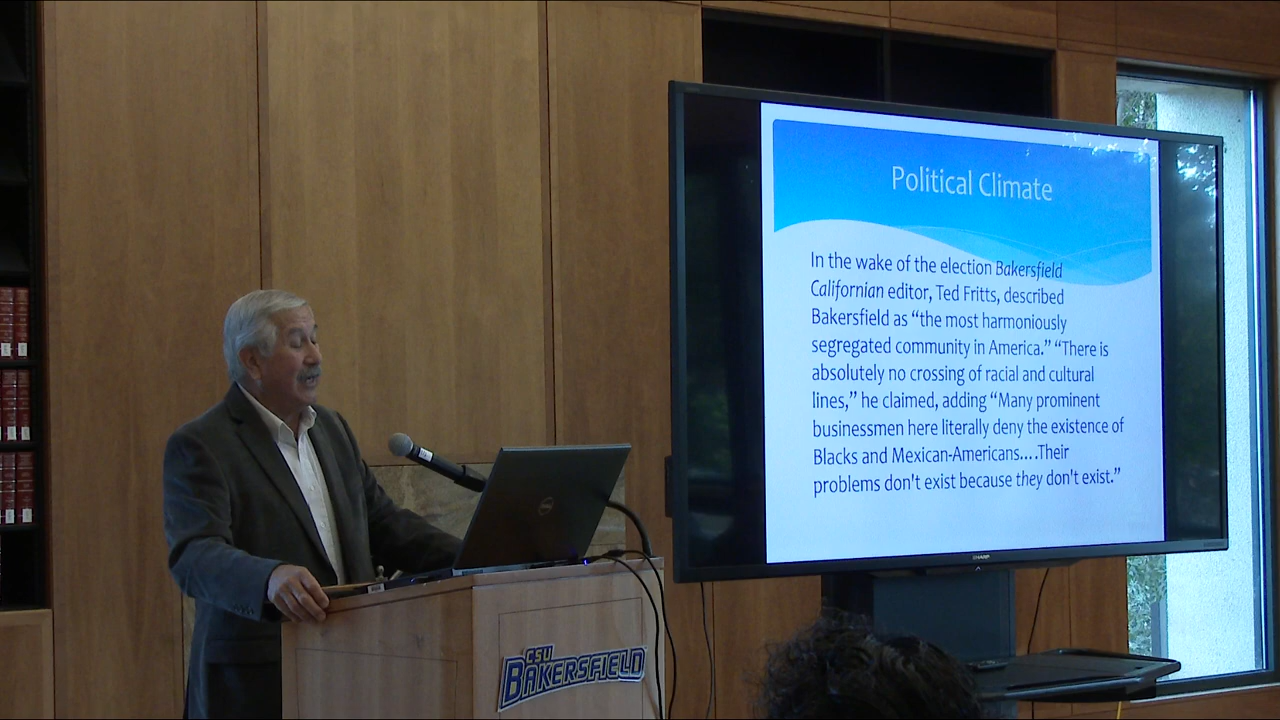 Political Climate
In the wake of the election Bakersfield
Californian editor, Ted Fritts, described
Bakersfield as “the most harmoniously
segregated community in America.” “There is
absolutely no crossing of racial and cultural
lines,” he claimed, adding “Many prominent
businessmen here literally deny the existence of
Blacks and Mexican-Americans....Their
problems don't exist because they don't exist.”
SHARP
CSU
BAKERSFIELD
DELL